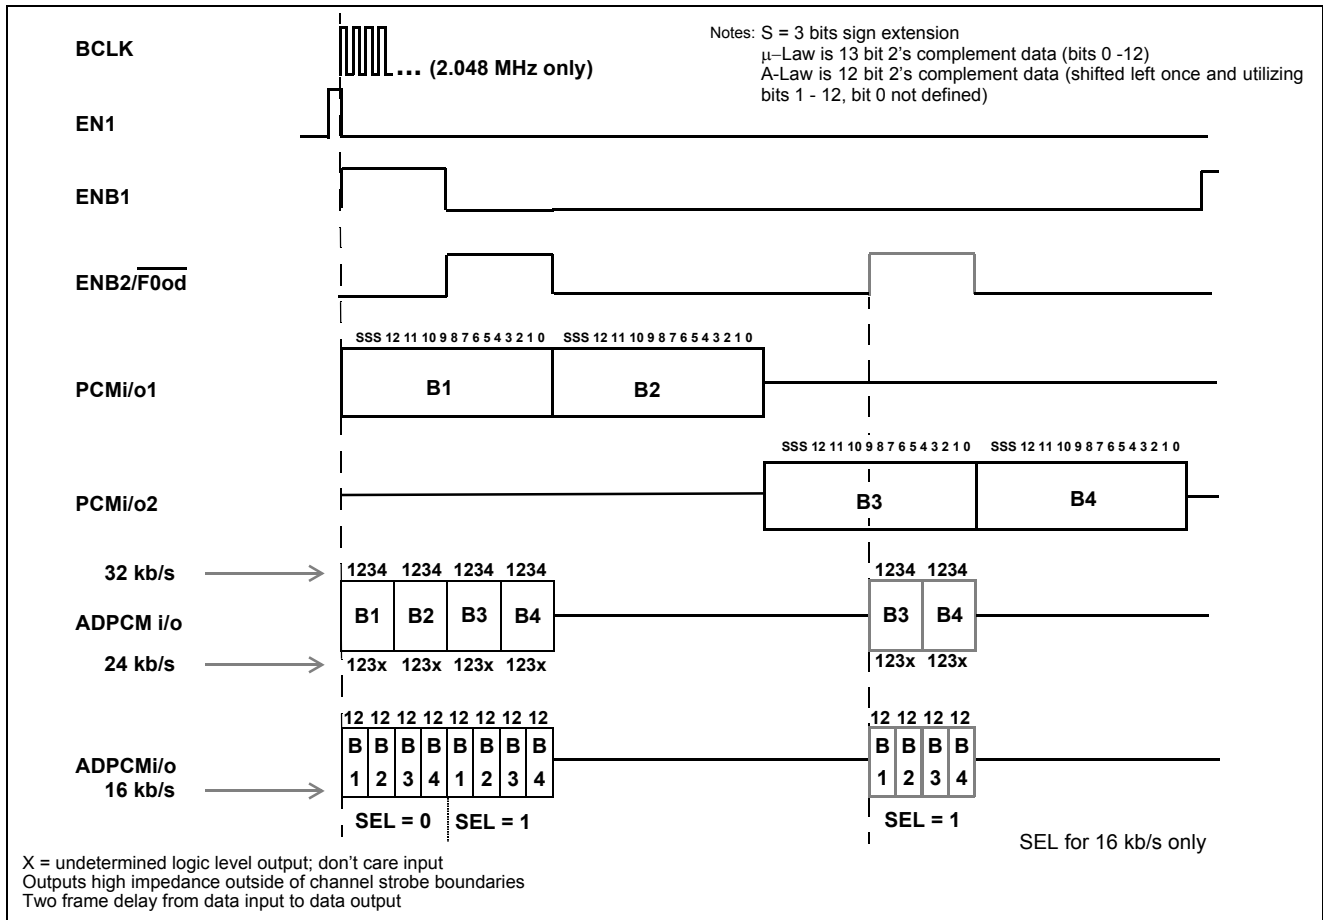 BCLK
... (2.048 MHz only)
Notes: S = 3 bits sign extension
μ–Law is 13 bit 2's complement data (bits 0 -12)
A-Law is 12 bit 2's complement data (shifted left once and utilizing
bits 1 - 12, bit 0 not defined)
EN1
ENB1
ENB2/F0od
SSS 12 11 10 9 8 7 6 5 4 3 2 1 0 SSS 12 11 10 9 8 7 6 5 4 3 2 1 0
PCMi/o1
B1 B2
SSS 12 11 10 9 8 7 6 5 4 3 2 1 0 SSS 12 11 10 9 8 7 6 5 4 3 2 1 0
PCMi/o2
B3 B4
32 kb/s
1234 1234 1234 1234 1234 1234
ADPCM i/o
B1 B2 B3 B4 B3 B4
24 kb/s
123x 123x 123x 123x 123x 123x
12 12 12 12 12 12 12 12 12 12 12 12
B B B B B B B B B B B B
ADPCMi/o
1 2 3 4 1 2 3 4 1 2 3 4
16 kb/s
SEL = 0 SEL = 1 SEL = 1
SEL for 16 kb/s only
X = undetermined logic level output; don't care input
Outputs high impedance outside of channel strobe boundaries
Two frame delay from data input to data output